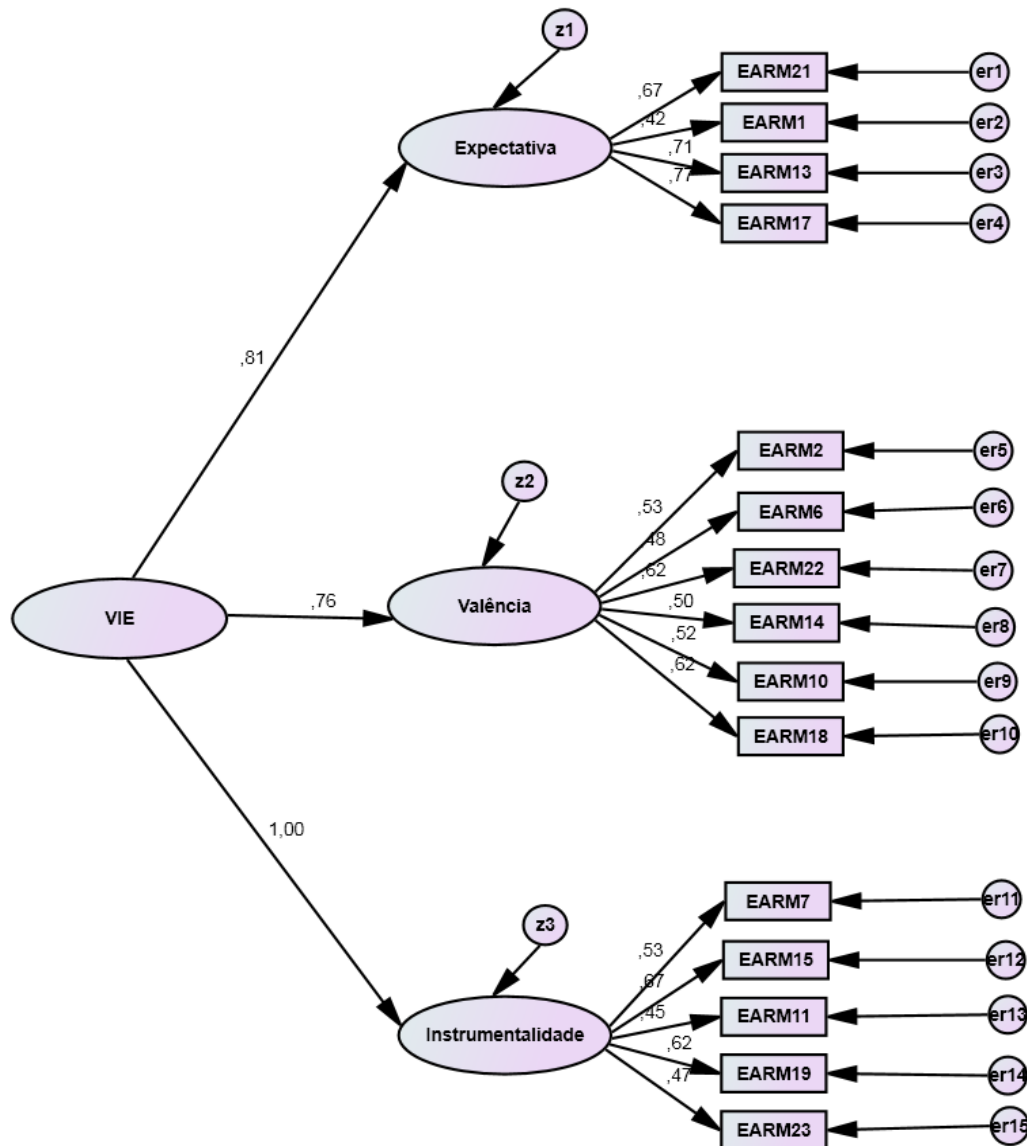 z1
EARM21
er1
,67
EARM1
er2
,42
Expectativa
,71
EARM13
er3
,77
EARM17
er4
,81
EARM2
er5
z2
,53
EARM6
er6
,48
,62
EARM22
er7
VIE
,76
Valência
,50
EARM14
er8
,52
,62
EARM10
er9
EARM18
er10
1,00
EARM7
er11
z3
,53
EARM15
er12
,67
,45
EARM11
er13
Instrumentalidade
,62
EARM19
er14
,47
EARM23
er15